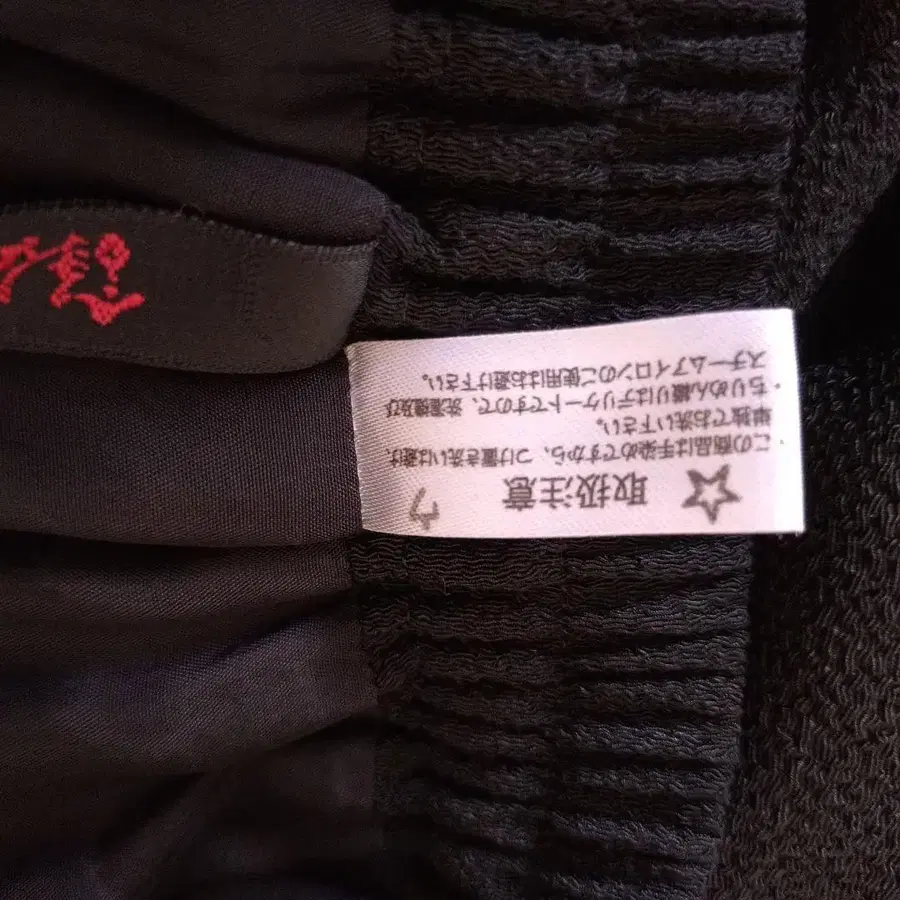 ☆ 取扱注意
この商品は手染めですから、つけ置き洗いは避け
単独でお洗い下さい。
・ちりめん織りはデリケートですので、洗濯機及び
スチームアイロンのご使用はお避け下さい。
ウ